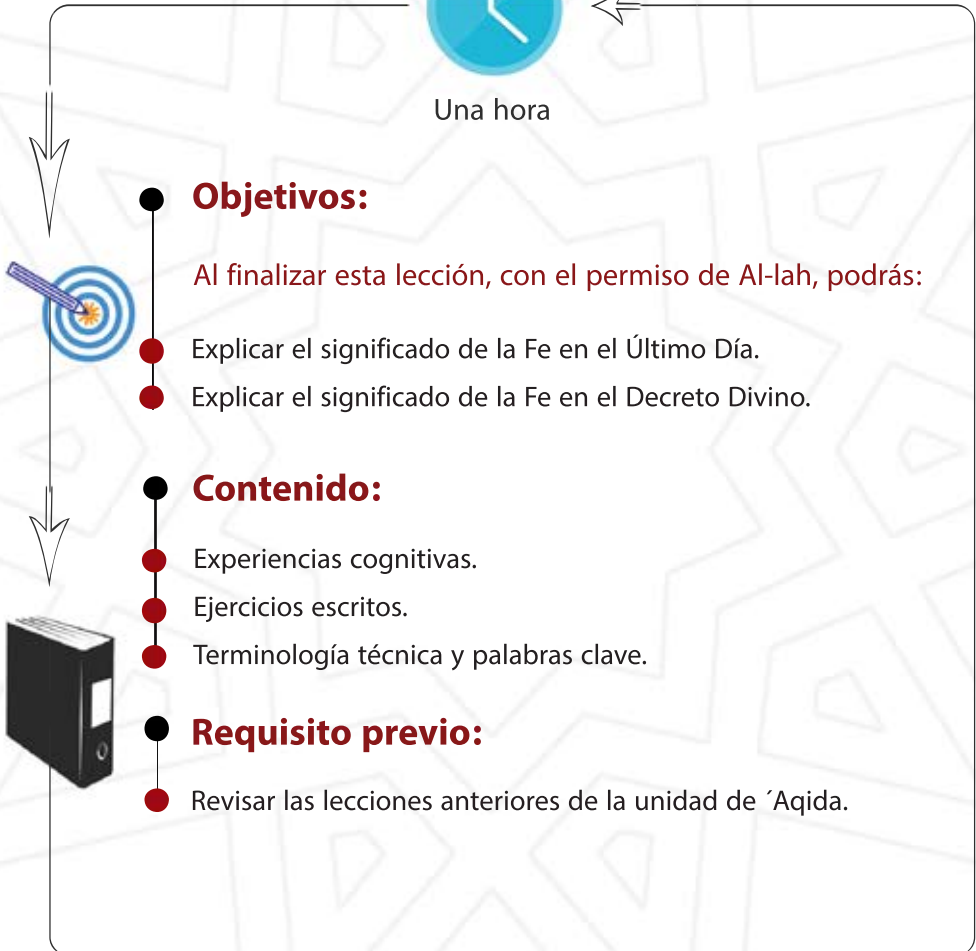 Una hora
Objetivos:
Al finalizar esta lección, con el permiso de Al-lah, podrás:
Explicar el significado de la Fe en el Último Día.
Explicar el significado de la Fe en el Decreto Divino.
Contenido:
Experiencias cognitivas.
Ejercicios escritos.
Terminología técnica y palabras clave.
Requisito previo:
Revisar las lecciones anteriores de la unidad de ´Aqida.